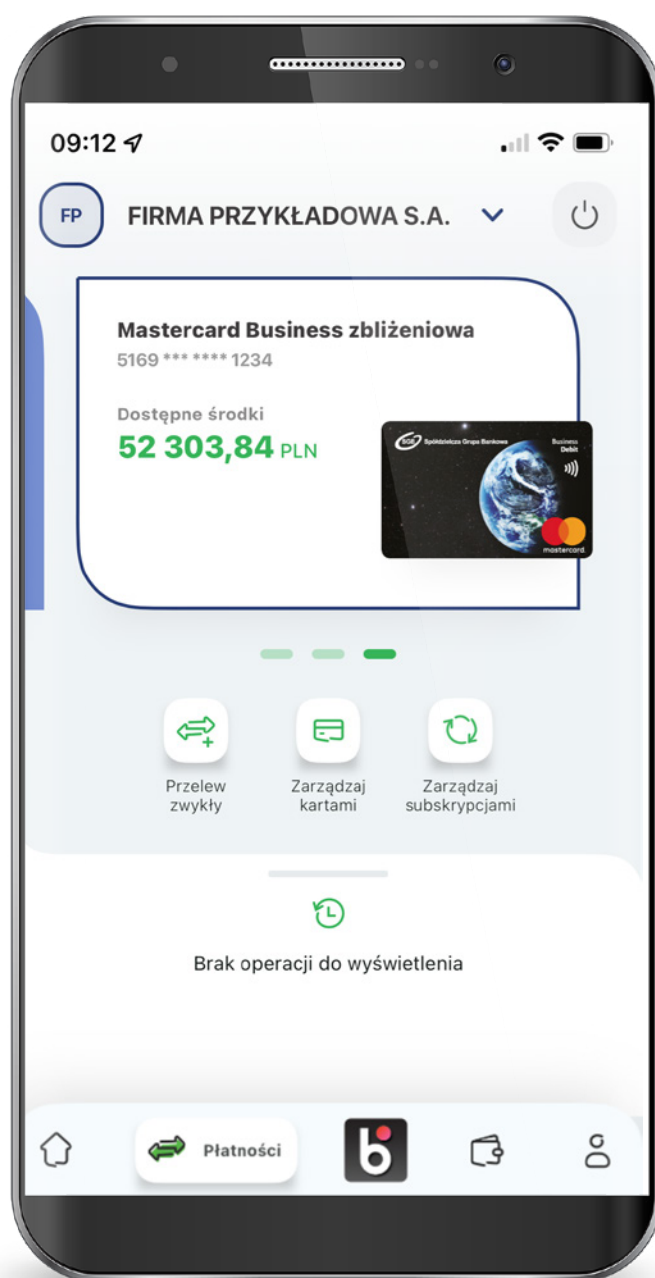 09:12
FP
FIRMA PRZYKŁADOWA S.A.
Mastercard Business zbliżeniowa
5169 *** **** 1234
Dostępne środki
52 303,84 PLN
SGB Spółdzielcza Grupa Bankowa
Business
Debit
mastercard
Przelew
zwykły
Zarządzaj
kartami
Zarządzaj
subskrypcjami
Brak operacji do wyświetlenia
Płatności
b